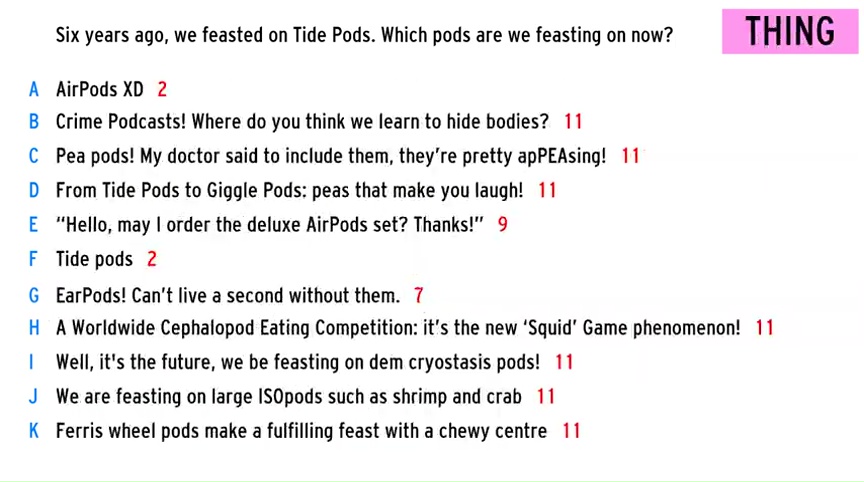 Six years ago, we feasted on Tide Pods. Which pods are we feasting on now?
THING
A AirPods XD 2
B Crime Podcasts! Where do you think we learn to hide bodies? 11
C Pea pods! My doctor said to include them, they're pretty apPEAsing! 11
D From Tide Pods to Giggle Pods: peas that make you laugh! 11
E “Hello, may I order the deluxe AirPods set? Thanks!” 9
F Tide pods 2
G EarPods! Can't live a second without them. 7
H A Worldwide Cephalopod Eating Competition: it's the new ‘Squid’ Game phenomenon! 11
I Well, it's the future, we be feasting on dem cryostasis pods! 11
J We are feasting on large ISOpods such as shrimp and crab 11
K Ferris wheel pods make a fulfilling feast with a chewy centre 11